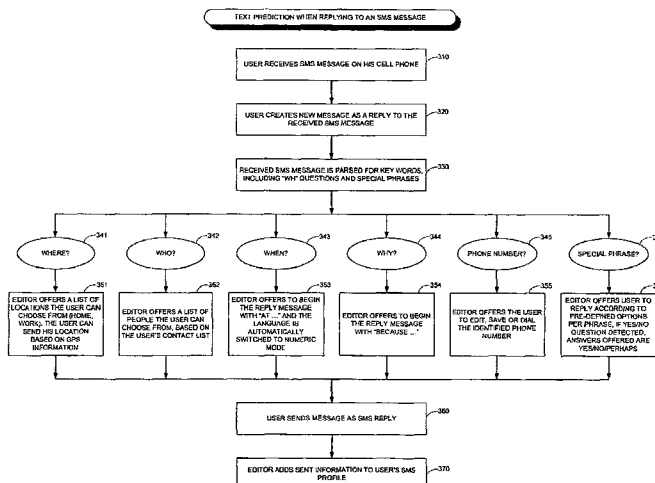 TEXT PREDICTION WHEN REPLYING TO AN SMS MESSAGE
310
USER RECEIVES SMS MESSAGE ON HIS CELL PHONE
320
USER CREATES NEW MESSAGE AS A REPLY TO THE
RECEIVED SMS MESSAGE
330
RECEIVED SMS MESSAGE IS PARSED FOR KEY WORDS,
INCLUDING "WH" QUESTIONS AND SPECIAL PHRASES
341
WHERE?
342
WHO?
343
WHEN?
344
WHY?
345
PHONE NUMBER?
SPECIAL PHRASE?
351
EDITOR OFFERS A LIST OF
LOCATIONS THE USER CAN
CHOOSE FROM (HOME,
WORK). THE USER CAN
SEND HIS LOCATION
BASED ON GPS
INFORMATION
352
EDITOR OFFERS A LIST OF
PEOPLE THE USER CAN
CHOOSE FROM, BASED ON
THE USER'S CONTACT LIST
353
EDITOR OFFERS TO BEGIN
THE REPLY MESSAGE
WITH "AT ..." AND THE
LANGUAGE IS
AUTOMATICALLY
SWITCHED TO NUMERIC
MODE
354
EDITOR OFFERS TO BEGIN
THE REPLY MESSAGE
WITH "BECAUSE ..."
355
EDITOR OFFERS THE USER
TO EDIT, SAVE OR DIAL
THE IDENTIFIED PHONE
NUMBER
EDITOR OFFERS USER TO
REPLY ACCORDING TO
PRE-DEFINED OPTIONS
PER PHRASE, IF YES/NO
QUESTION DETECTED,
ANSWERS OFFERED ARE
YES/NO/PERHAPS
360
USER SENDS MESSAGE AS SMS REPLY
370
EDITOR ADDS SENT INFORMATION TO USER'S SMS
PROFILE